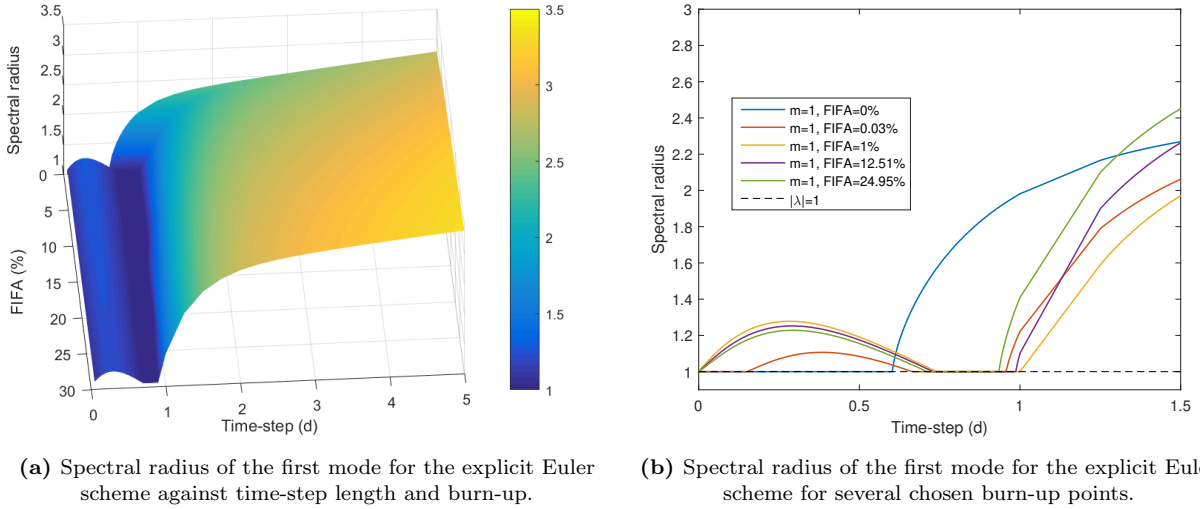 3.5
3
2.5
2
1.5
1
Spectral radius
0
5
10
15
20
25
30
FIFA (%)
0
1
2
3
4
5
Time-step (d)
3.5
3
2.5
2
1.5
1
3
2.8
2.6
2.4
2.2
2
1.8
1.6
1.4
1.2
1
Spectral radius
m=1, FIFA=0%
m=1, FIFA=0.03%
m=1, FIFA=1%
m=1, FIFA=12.51%
m=1, FIFA=24.95%
|λ|=1
0
0.5
1
1.5
Time-step (d)
(a) Spectral radius of the first mode for the explicit Euler
scheme against time-step length and burn-up.
(b) Spectral radius of the first mode for the explicit Eul
scheme for several chosen burn-up points.